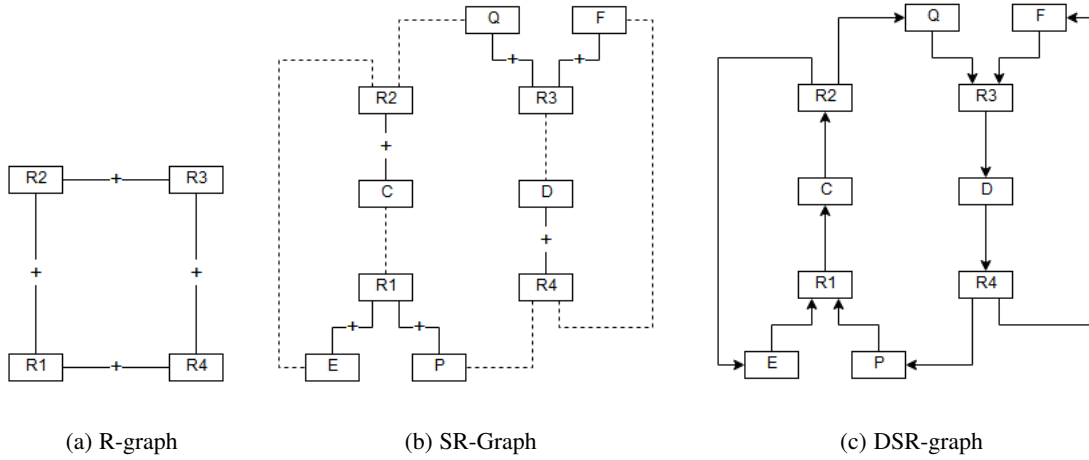 R2 + R3
+ +
R1 + R4
(a) R-graph
Q F
+ +
R2 R3
+
C D
+
R1 R4
+ +
E P
(b) SR-Graph
Q F
R2 R3
C D
R1 R4
E P
(c) DSR-graph